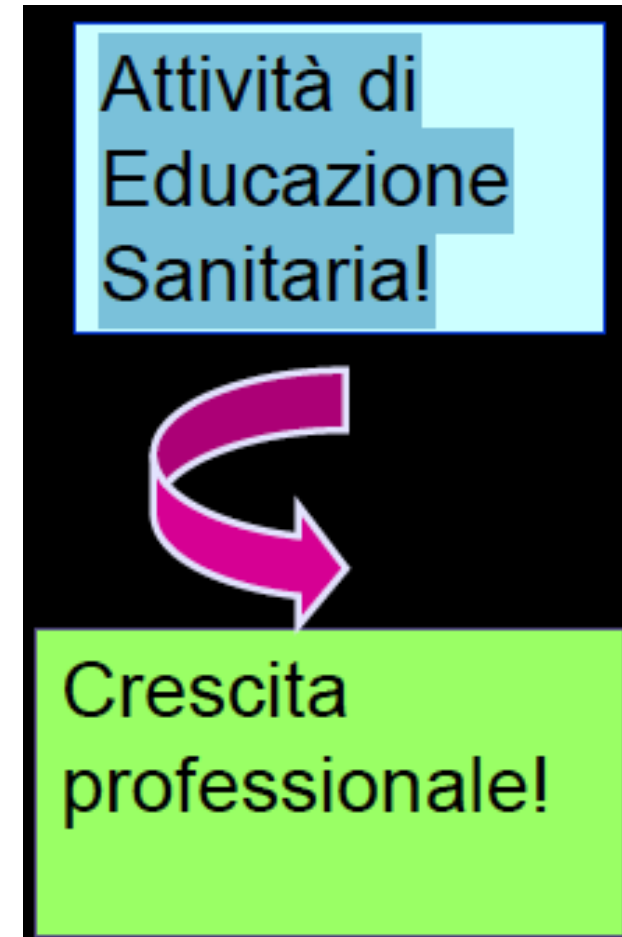 Attività di
Educazione
Sanitaria!
Crescita
professionale!